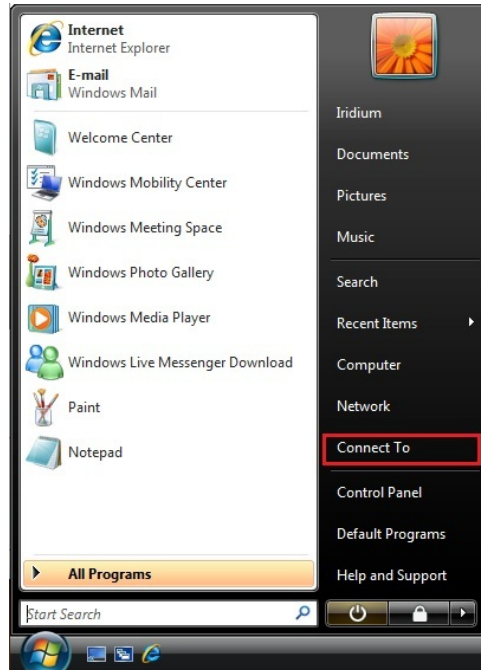 Internet
Internet Explorer
E-mail
Windows Mail
Welcome Center
Windows Mobility Center
Windows Meeting Space
Windows Photo Gallery
Windows Media Player
Windows Live Messenger Download
Paint
Notepad
All Programs
Start Search
Iridium
Documents
Pictures
Music
Search
Recent Items
Computer
Network
Connect To
Control Panel
Default Programs
Help and Support